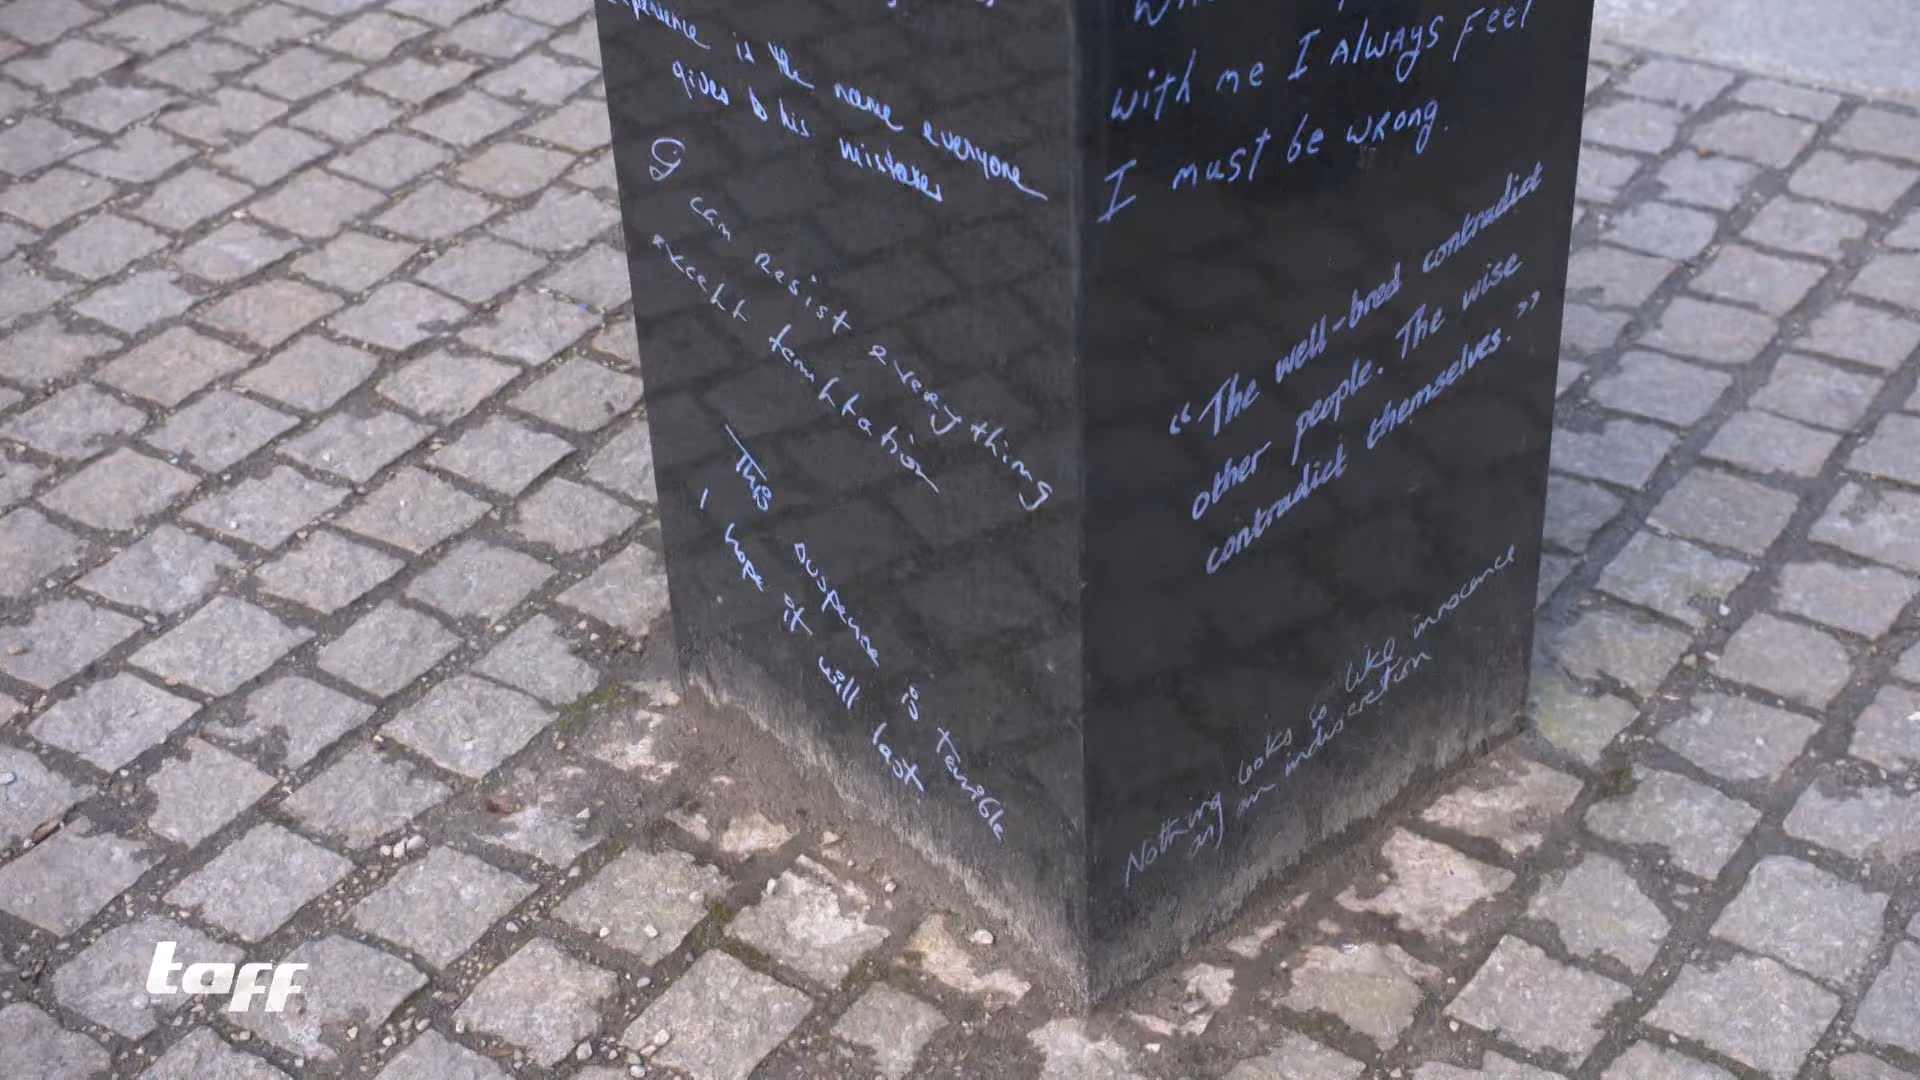 experience is the name everyone
gives to his mistakes
I can resist everything
except temptation
This suspense is terrible
I hope it will last
with me I always feel
I must be wrong.
“The well-bred contradict
other people. The wise
contradict themselves.”
Nothing looks so like innocence
as an indiscretion
taff